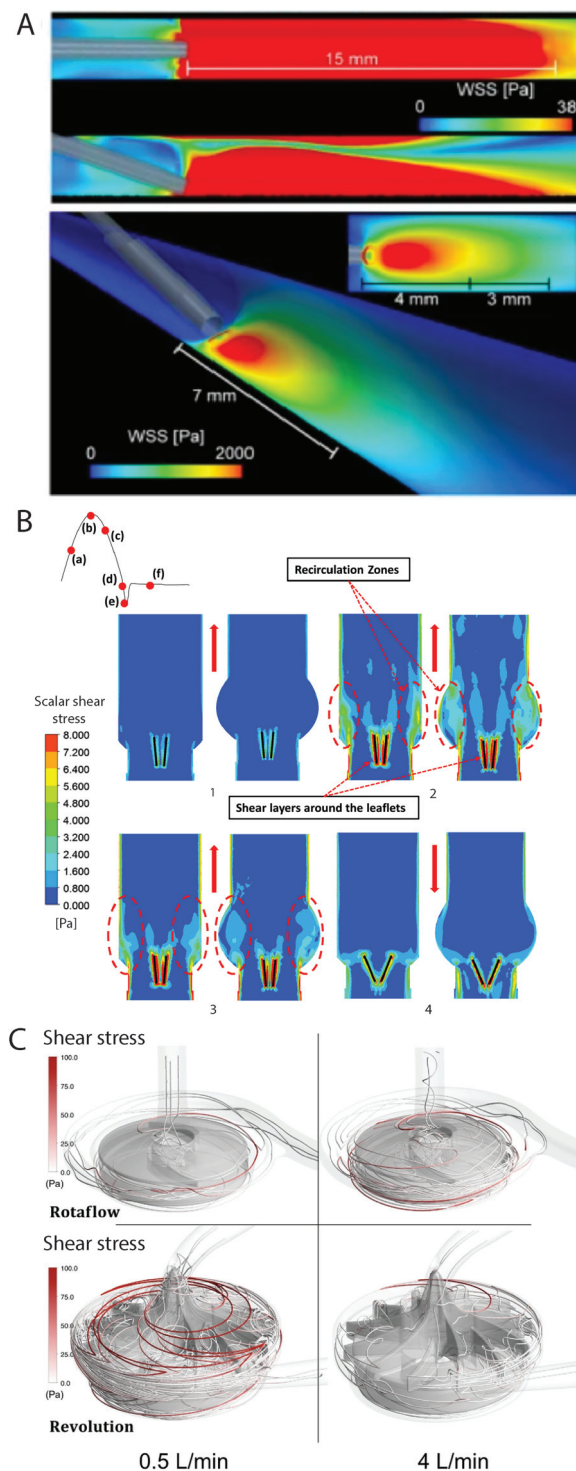 A
15 mm
WSS [Pa]
0 38
4 mm 3 mm
7 mm
WSS [Pa]
0 2000
B
(b)
(c)
(a)
(d) (f)
(e)
Recirculation Zones
Scalar shear
stress
8.000
7.200
6.400
5.600
4.800
4.000
3.200
2.400
1.600
0.800
0.000
[Pa]
1 2
Shear layers around the leaflets
3 4
C
Shear stress
100.0
75.0
50.0
25.0
0.0
(Pa)
Rotaflow
Shear stress
100.0
75.0
50.0
25.0
0.0
(Pa)
Revolution
0.5 L/min 4 L/min